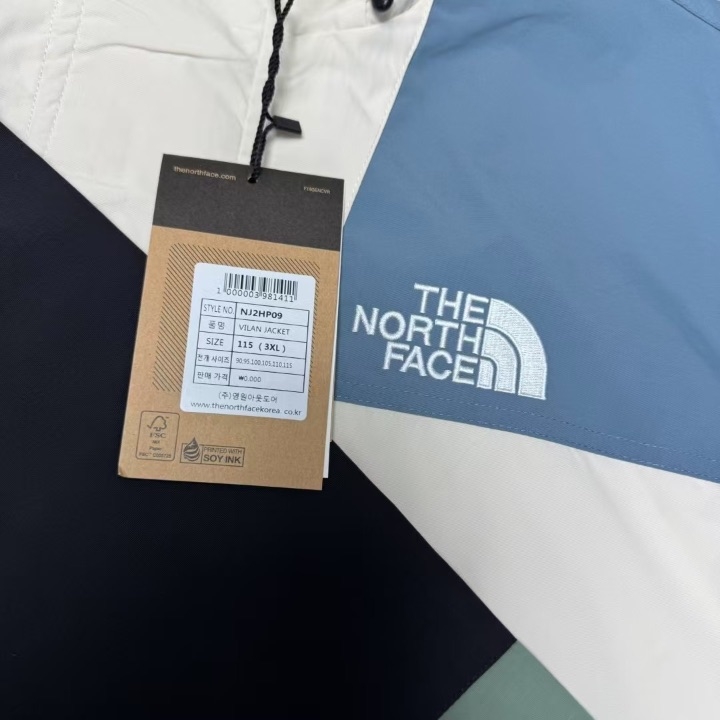 thenorthface.com
1 000003 981411
STYLE NO. NJ2HP09
품 명 VILAN JACKET
SIZE 115 ( 3XL )
전개 사이즈 90,95,100,105,110,115
판매 가격 ₩0.000
(주)영원아웃도어
www.thenorthfacekorea.co.kr
FSC
PRINTED WITH
SOY INK
THE
NORTH
FACE